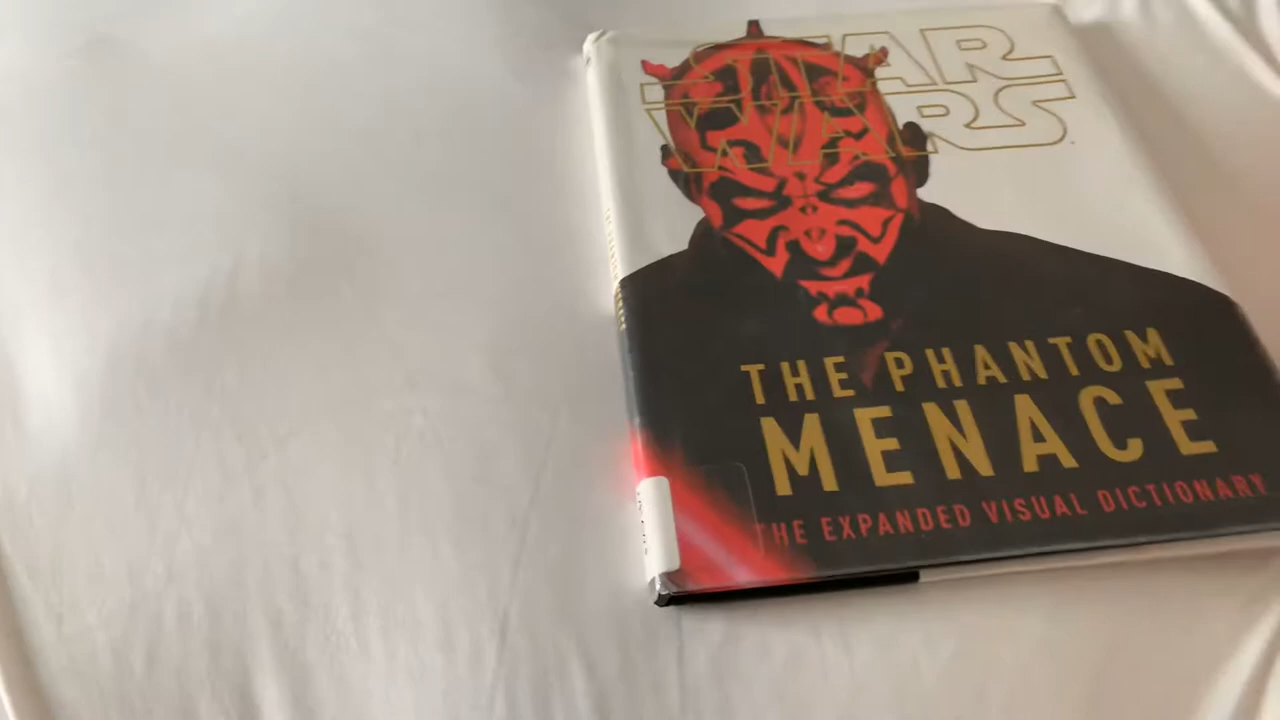 STAR
WARS
THE PHANTOM
MENACE
THE EXPANDED VISUAL DICTIONARY